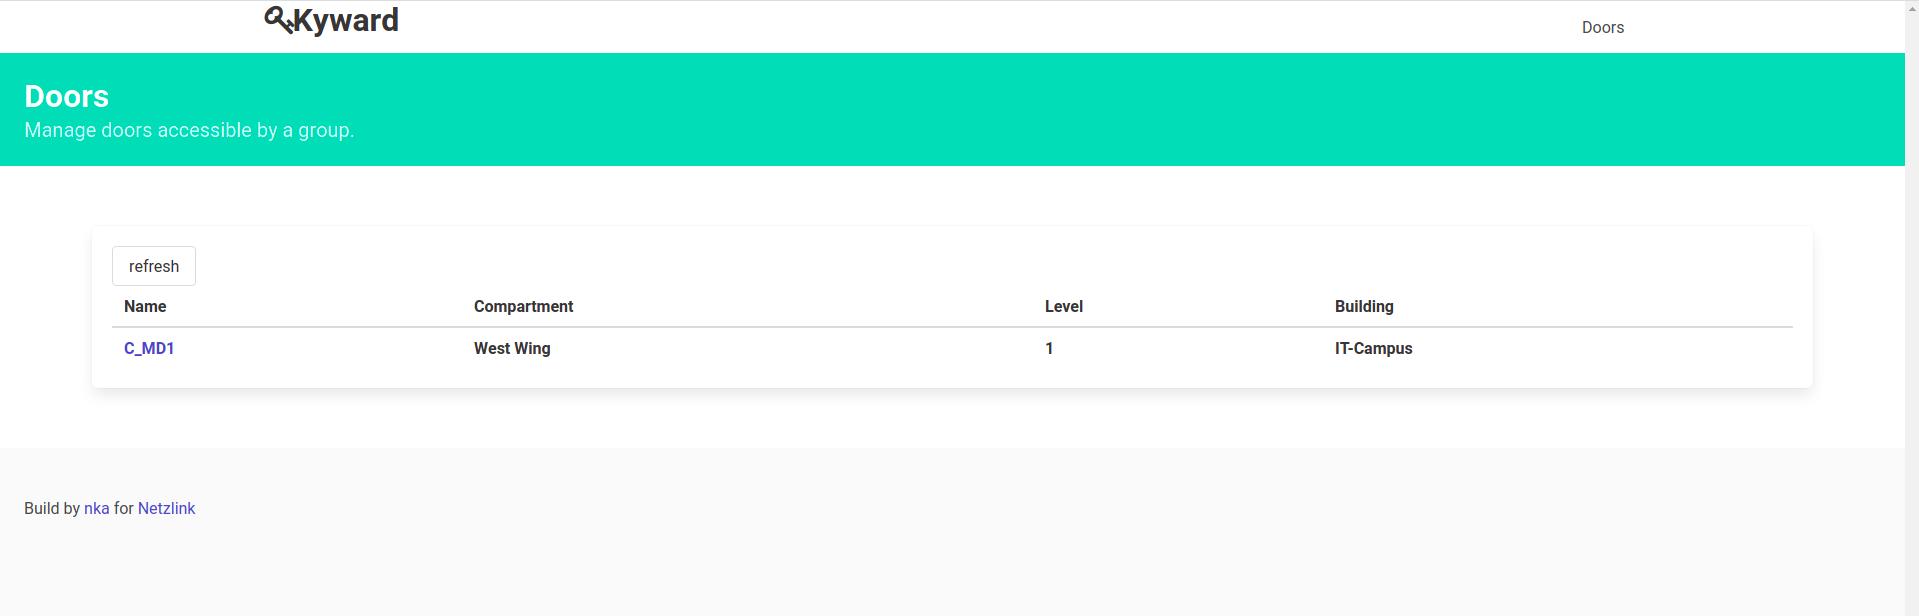 Kyward
Doors
Doors
Manage doors accessible by a group.
refresh
Name Compartment Level Building
C_MD1 West Wing 1 IT-Campus
Build by nka for Netzlink